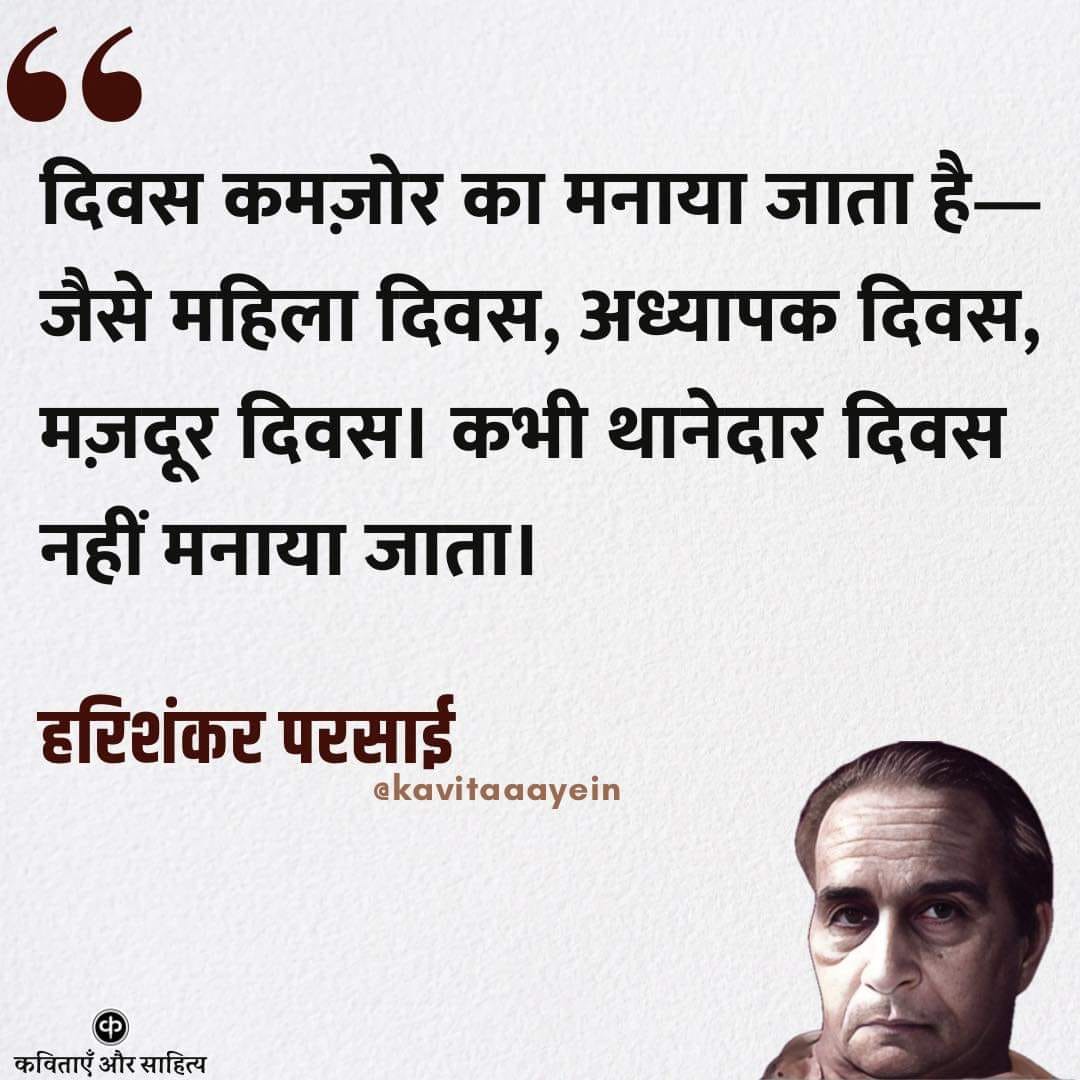 “
दिवस कमज़ोर का मनाया जाता है—
जैसे महिला दिवस, अध्यापक दिवस,
मज़दूर दिवस। कभी थानेदार दिवस
नहीं मनाया जाता।
हरिशंकर परसाई
@kavitaaayein
क
कविताएँ और साहित्य